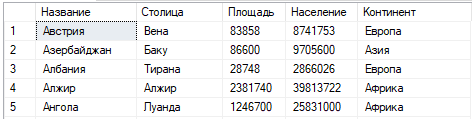 Название Столица Площадь Население Континент
1 Австрия Вена 83858 8741753 Европа
2 Азербайджан Баку 86600 9705600 Азия
3 Албания Тирана 28748 2866026 Европа
4 Алжир Алжир 2381740 39813722 Африка
5 Ангола Луанда 1246700 25831000 Африка